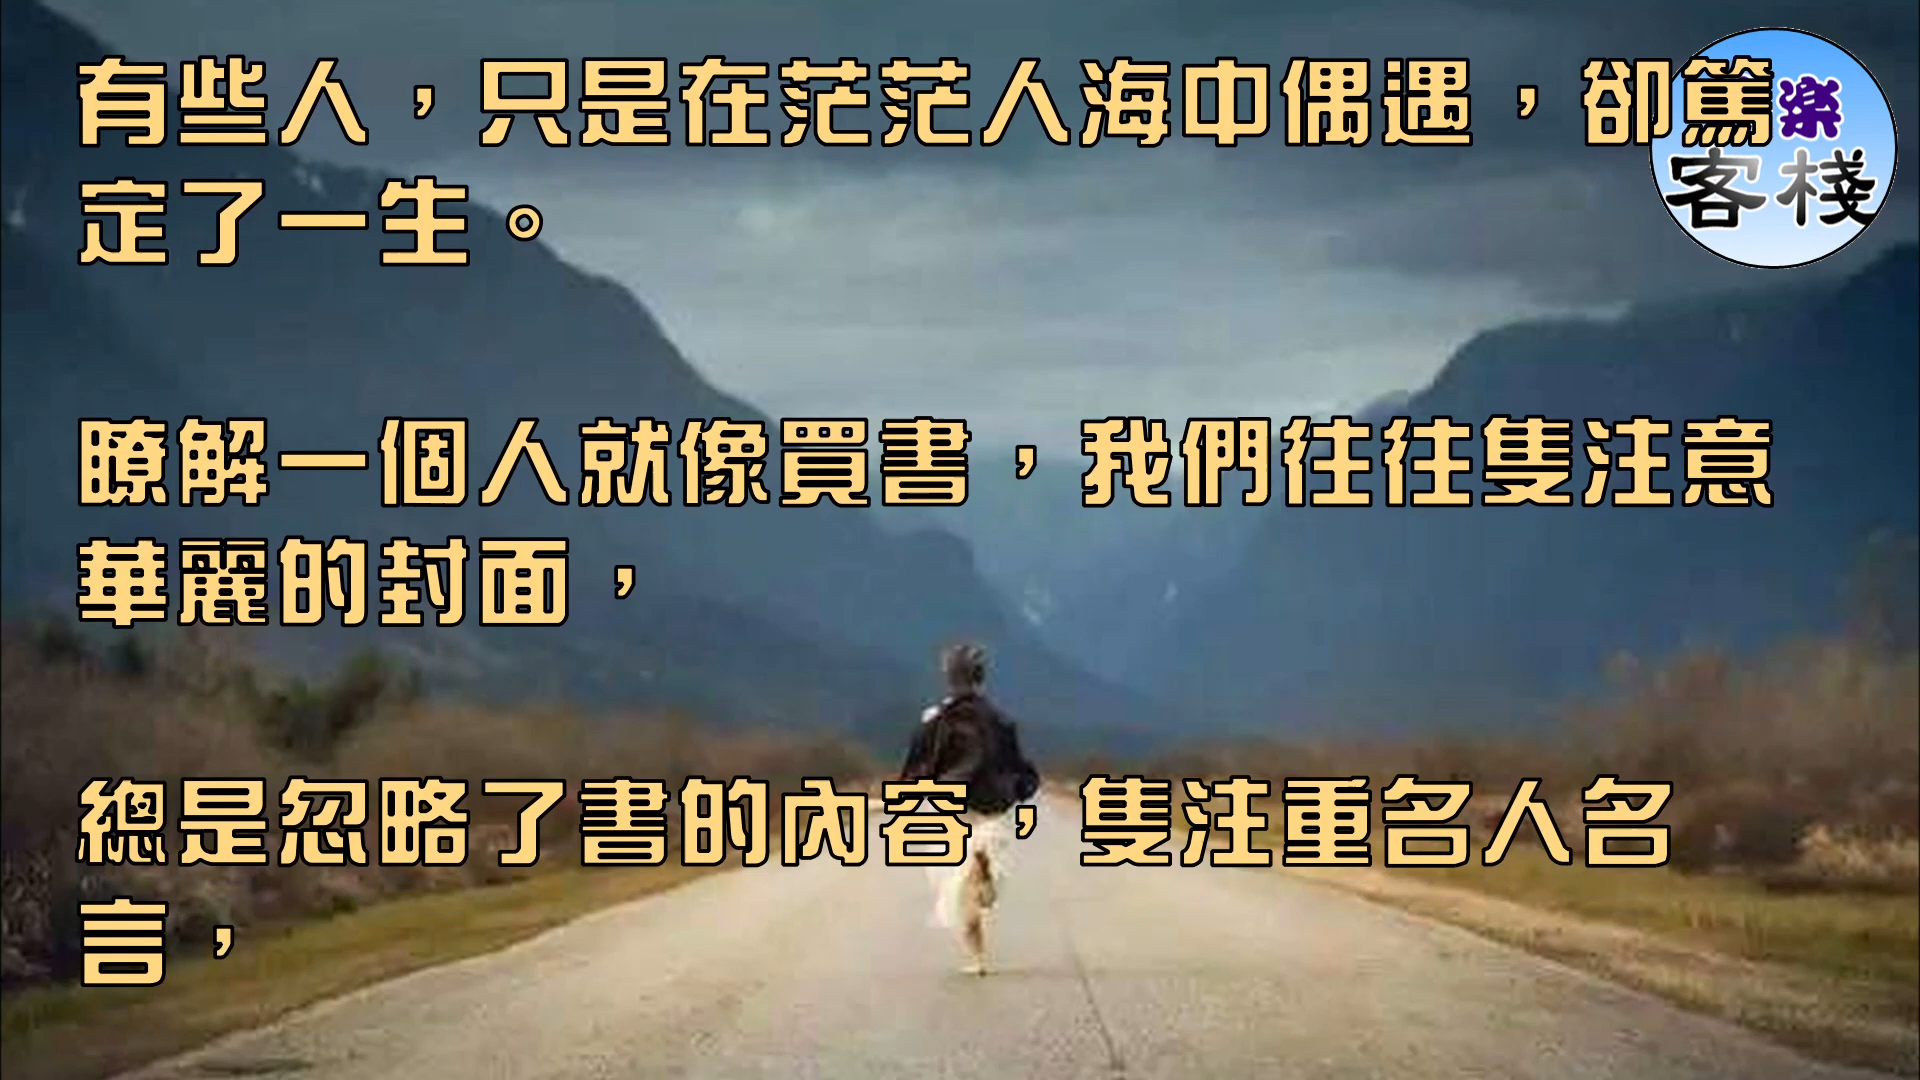 有些人，只是在茫茫人海中偶遇，卻篤
定了一生。
瞭解一個人就像買書，我們往往隻注意
華麗的封面，
總是忽略了書的內容，隻注重名人名
言，
楽
客栈